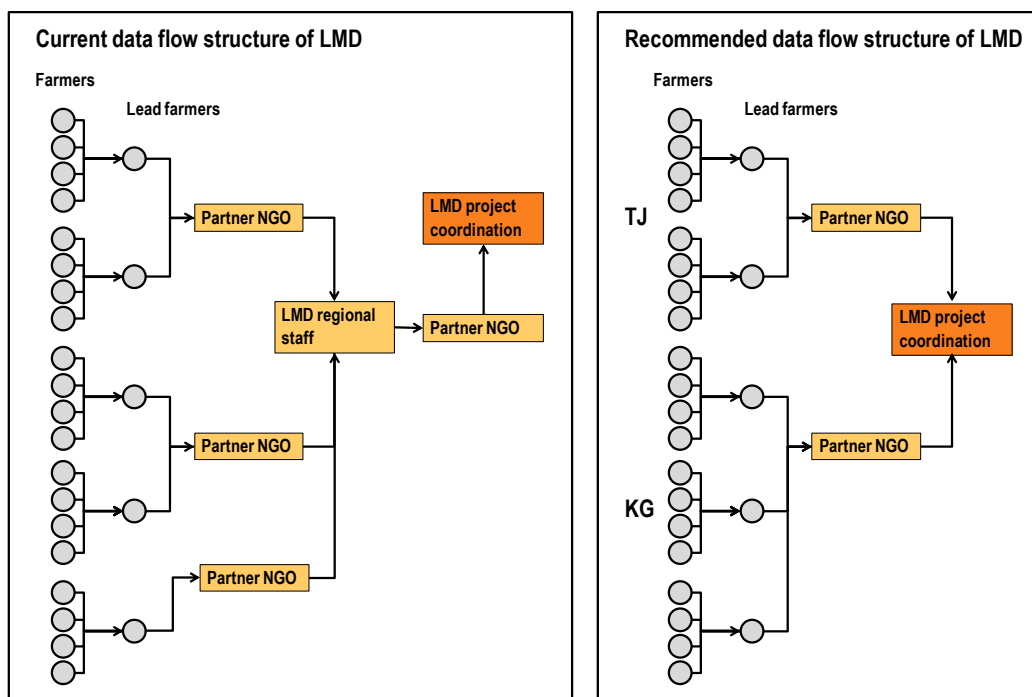 Current data flow structure of LMD
Farmers
Lead farmers
Partner NGO
LMD project
coordination
LMD regional
staff
Partner NGO
Partner NGO
Partner NGO
Recommended data flow structure of LMD
Farmers
Lead farmers
TJ
Partner NGO
LMD project
coordination
Partner NGO
KG